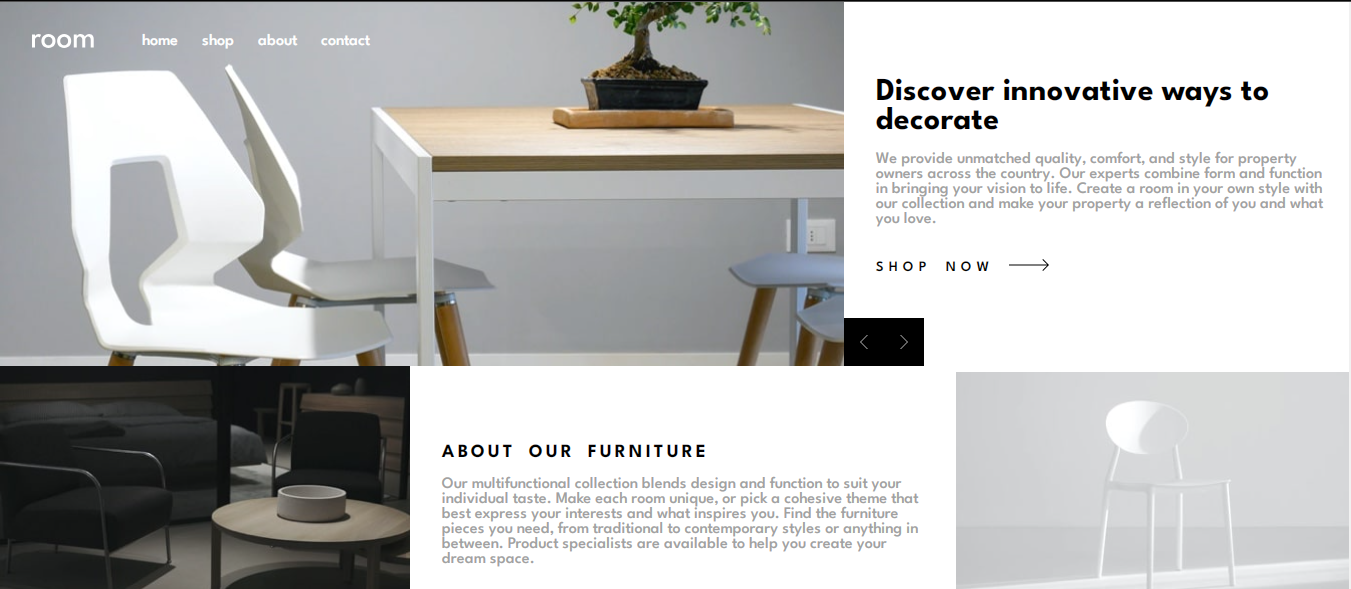 room
home shop about contact
Discover innovative ways to
decorate
We provide unmatched quality, comfort, and style for property
owners across the country. Our experts combine form and function
in bringing your vision to life. Create a room in your own style with
our collection and make your property a reflection of you and what
you love.
SHOP NOW
ABOUT OUR FURNITURE
Our multifunctional collection blends design and function to suit your
individual taste. Make each room unique, or pick a cohesive theme that
best express your interests and what inspires you. Find the furniture
pieces you need, from traditional to contemporary styles or anything in
between. Product specialists are available to help you create your
dream space.